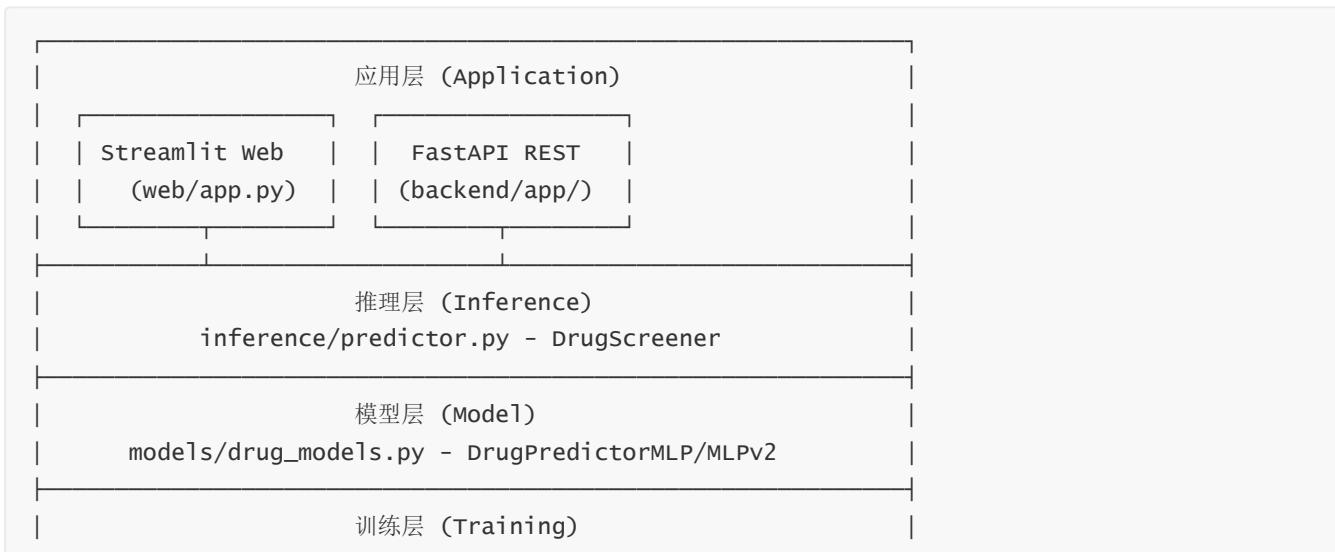 应用层 (Application)
Streamlit Web FastAPI REST
(web/app.py) (backend/app/)
推理层 (Inference)
inference/predictor.py - DrugScreener
模型层 (Model)
models/drug_models.py - DrugPredictorMLP/MLPv2
训练层 (Training)